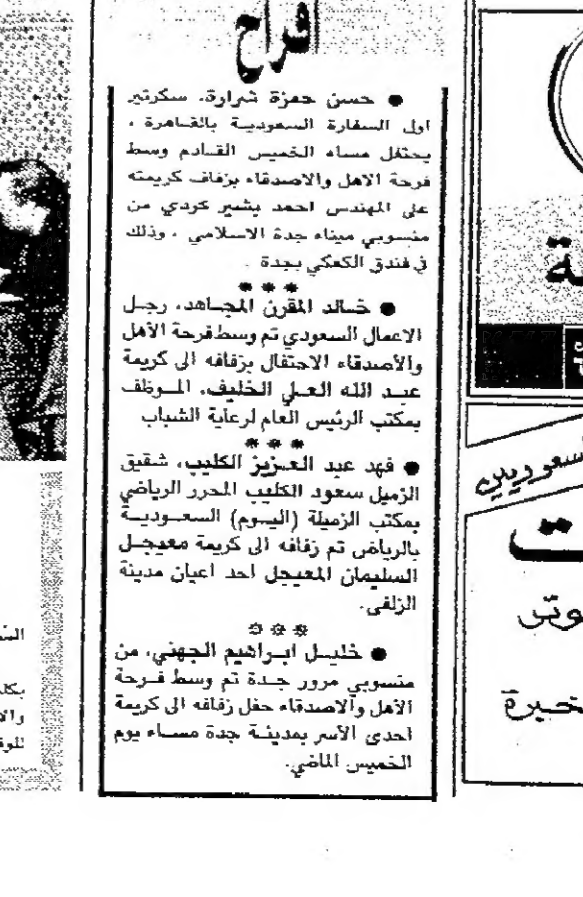 فراح
● حسن حمزة شرارة، سكرتير
اول السفارة السعودية بالقاهرة ،
يحتفل مساء الخميس القادم وسط
فرحة الاهل والاصدقاء بزفاف كريمته
على المهندس احمد بشير كردي من
منسوبي ميناء جدة الاسلامي ، وذلك
في فندق الكعكي بجدة .
***
● خالد المقرن المجاهد، رجل
الاعمال السعودي تم وسط فرحة الأهل
والأصدقاء الاحتفال بزفافه الى كريمة
عبد الله العلي الخليف، الموظف
بمكتب الرئيس العام لرعاية الشباب
***
● فهد عبد العزيز الكليب، شقيق
الزميل سعود الكليب المحرر الرياضي
بمكتب الزميلة (اليوم) السعودية
بالرياض تم زفافه الى كريمة معيجل
السليمان المعيجل احد اعيان مدينة
الزلفى.
***
● خليل ابراهيم الجهني، من
منسوبي مرور جدة تم وسط فرحة
الأهل والاصدقاء حفل زفافه الى كريمة
احدى الأسر بمدينة جدة مساء يوم
الخميس الماضي.